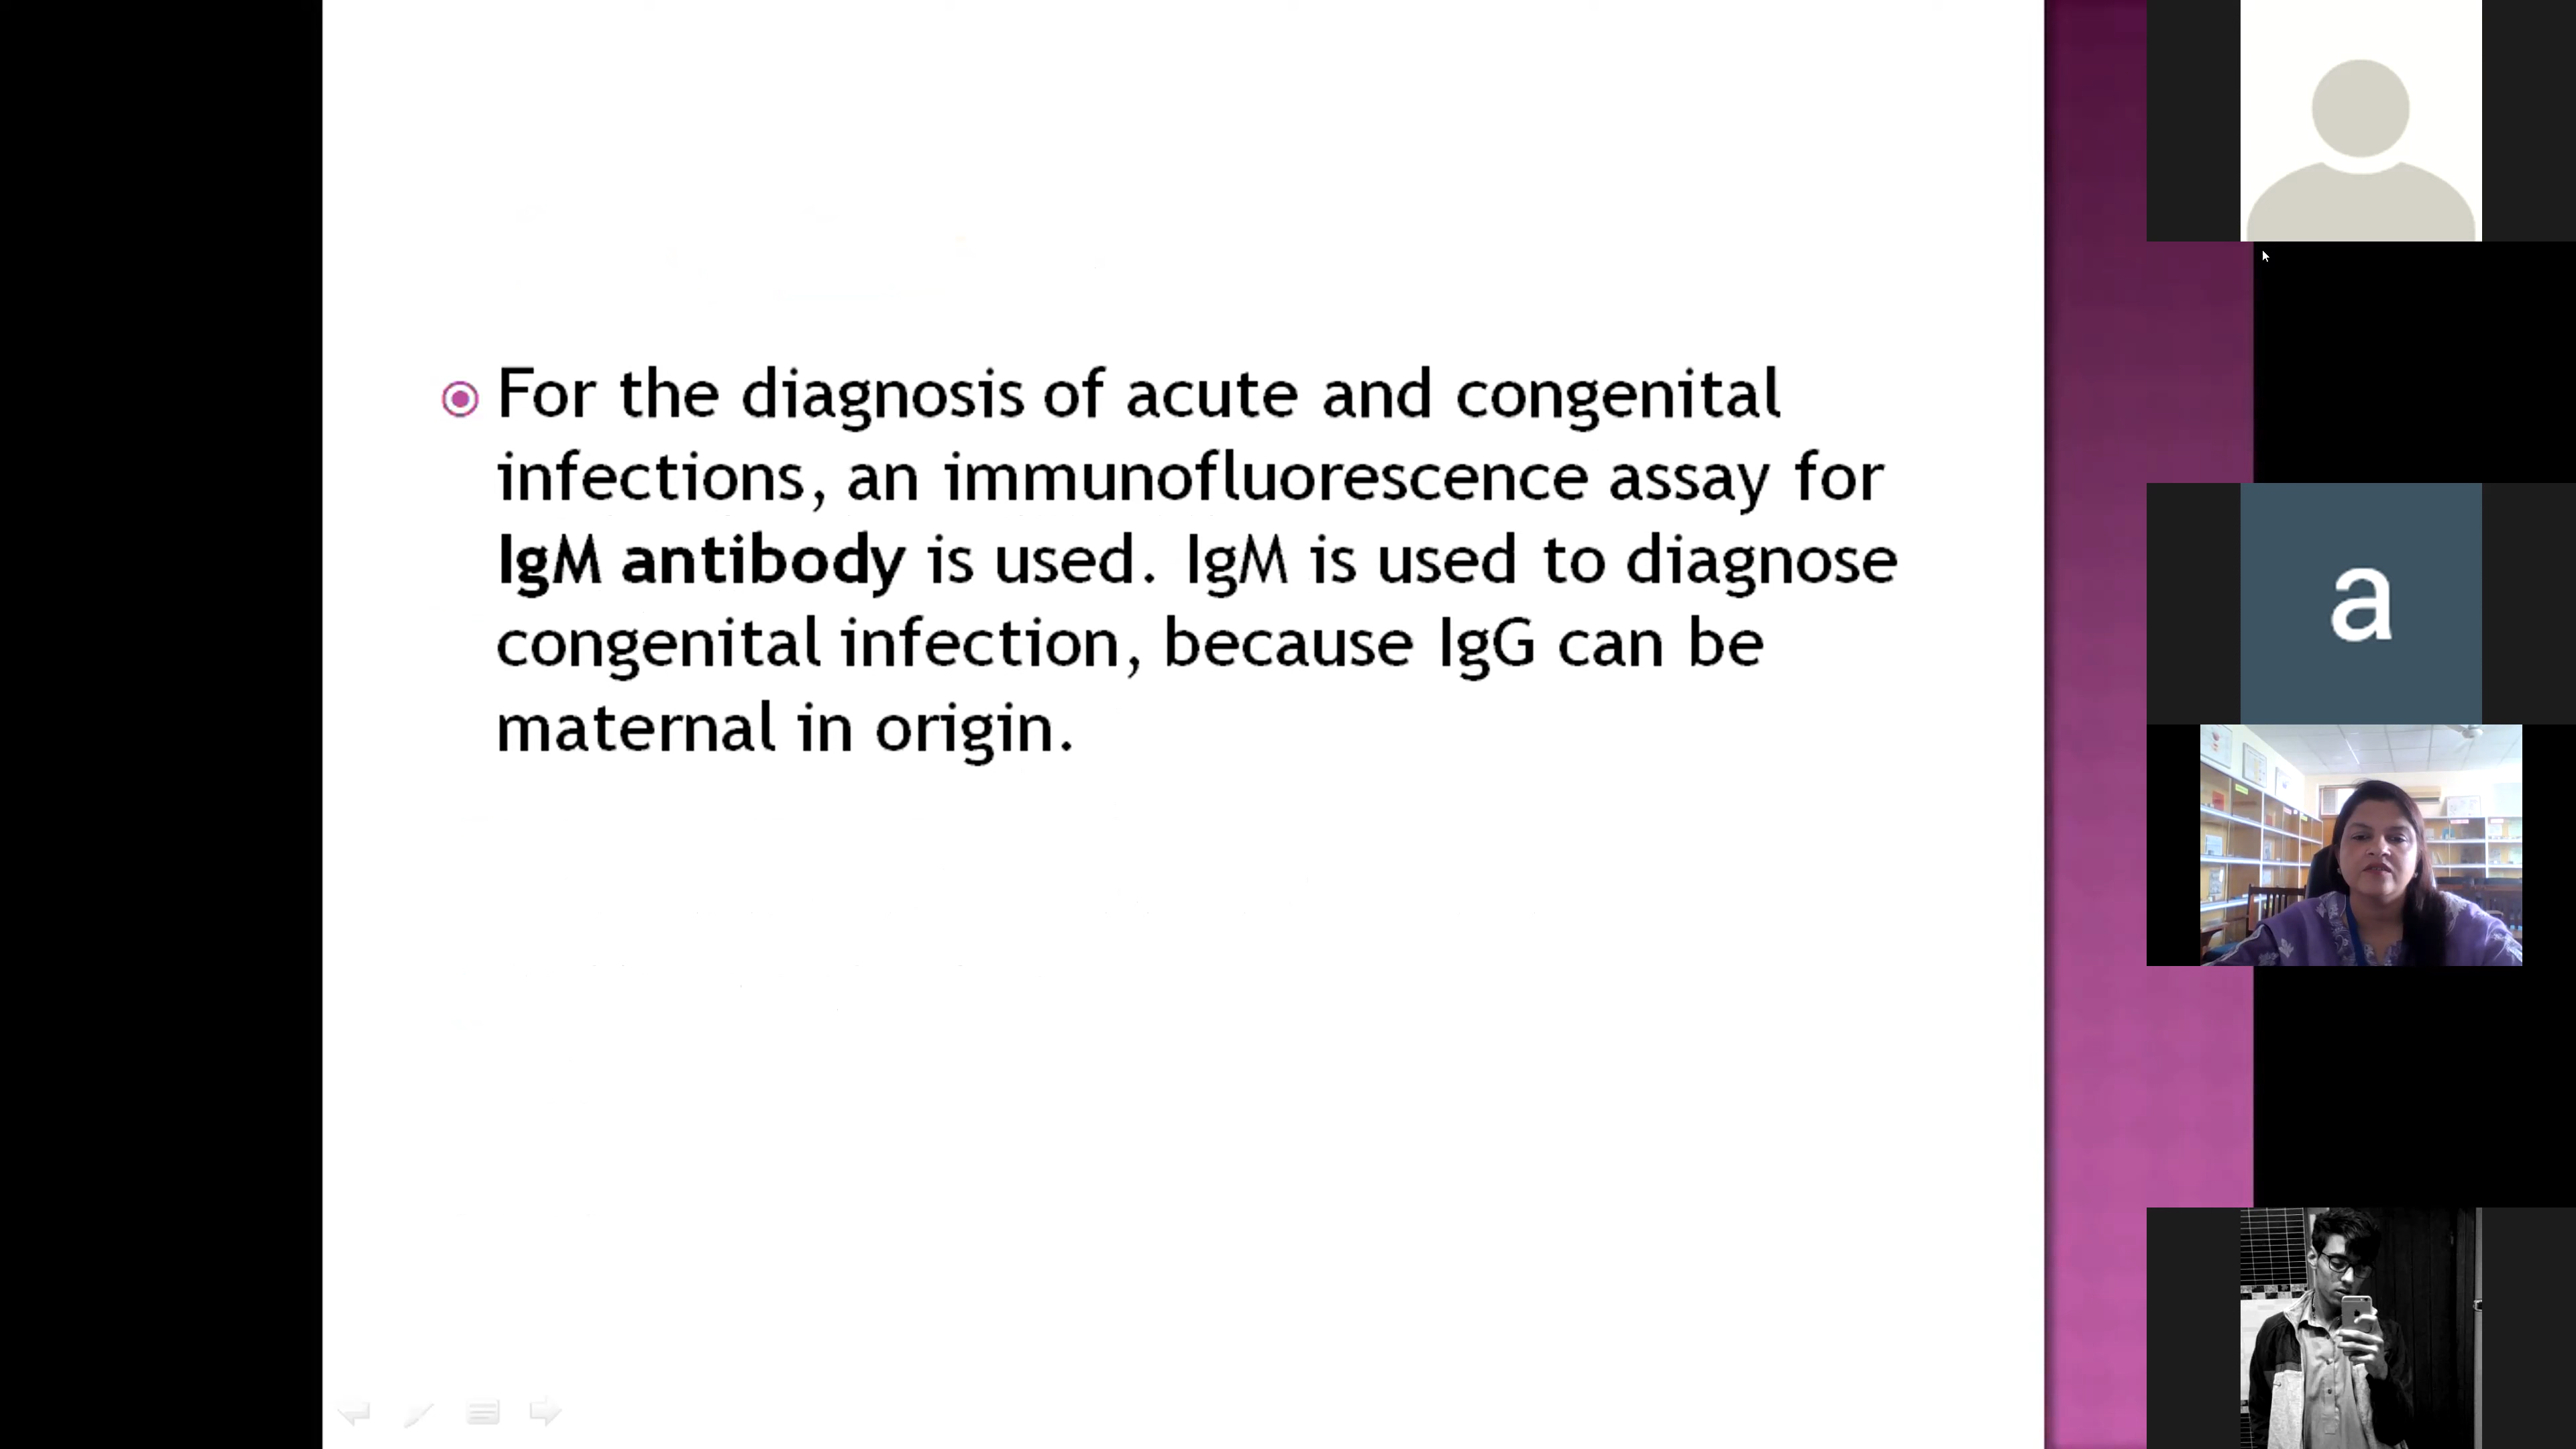 For the diagnosis of acute and congenital
infections, an immunofluorescence assay for
IgM antibody is used. IgM is used to diagnose
congenital infection, because IgG can be
maternal in origin.
a